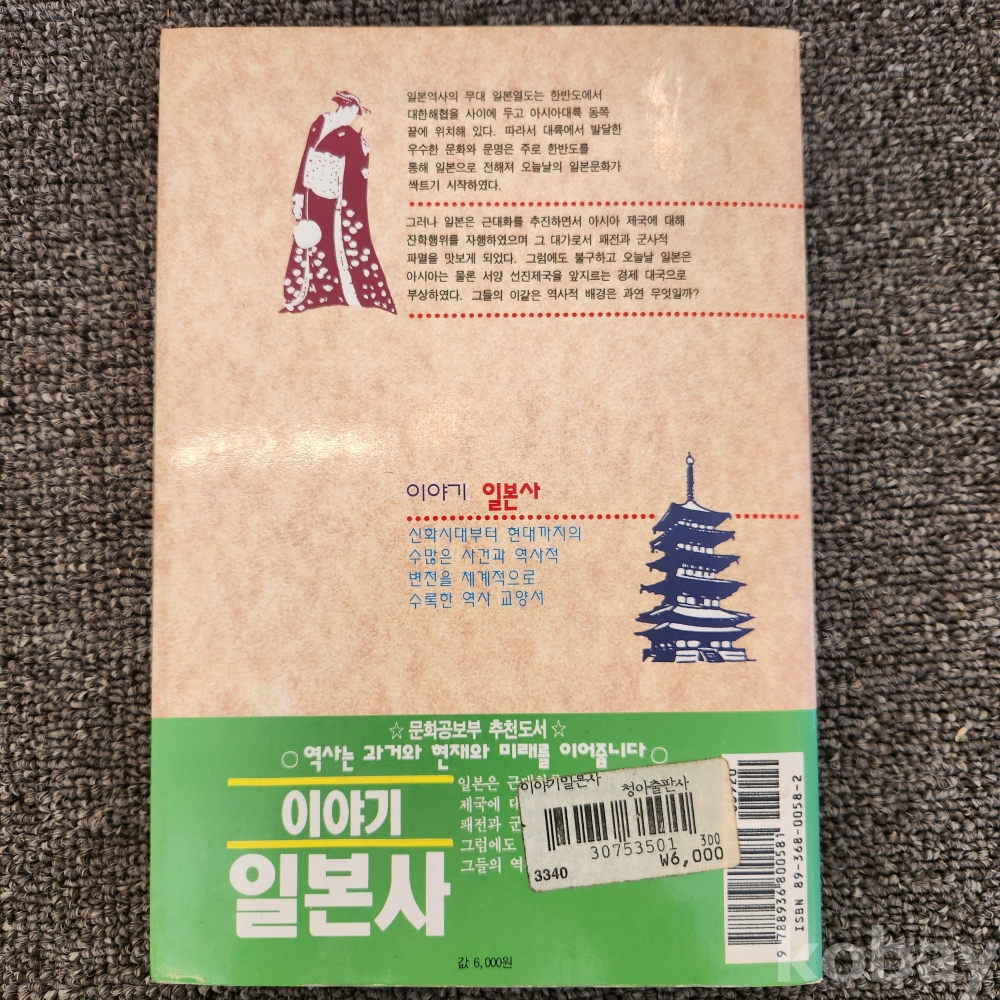 일본역사의 무대 일본열도는 한반도에서
대한해협을 사이에 두고 아시아대륙 동쪽
끝에 위치해 있다. 따라서 대륙에서 발달한
우수한 문화와 문명은 주로 한반도를
통해 일본으로 전해져 오늘날의 일본문화가
싹트기 시작하였다.
그러나 일본은 근대화를 추진하면서 아시아 제국에 대해
잔학행위를 자행하였으며 그 대가로서 패전과 군사적
파멸을 맛보게 되었다. 그럼에도 불구하고 오늘날 일본은
아시아는 물론 서양 선진제국을 앞지르는 경제 대국으로
부상하였다. 그들의 이같은 역사적 배경은 과연 무엇일까?
이야기 일본사
신화시대부터 현대까지의
수많은 사건과 역사적
변천을 체계적으로
수록한 역사 교양서
☆ 문화공보부 추천도서 ☆
○ 역사는 과거와 현재와 미래를 이어줍니다 ○
이야기
일본사
일본은 근대화
제국에 대
패전과 군
그럼에도
그들의 역
이야기일본사 청아출판사
30753501 3D0
3340 ₩6,000
값 6,000원
9 788936 800581
ISBN 89-368-0058-2
kobay